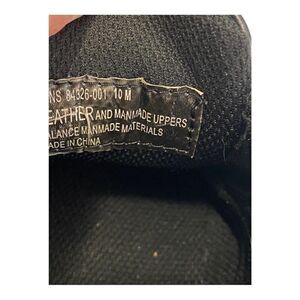 NS 84326-001 10 M
EATHER AND MANMADE UPPERS
ALANCE MANMADE MATERIALS
ADE IN CHINA